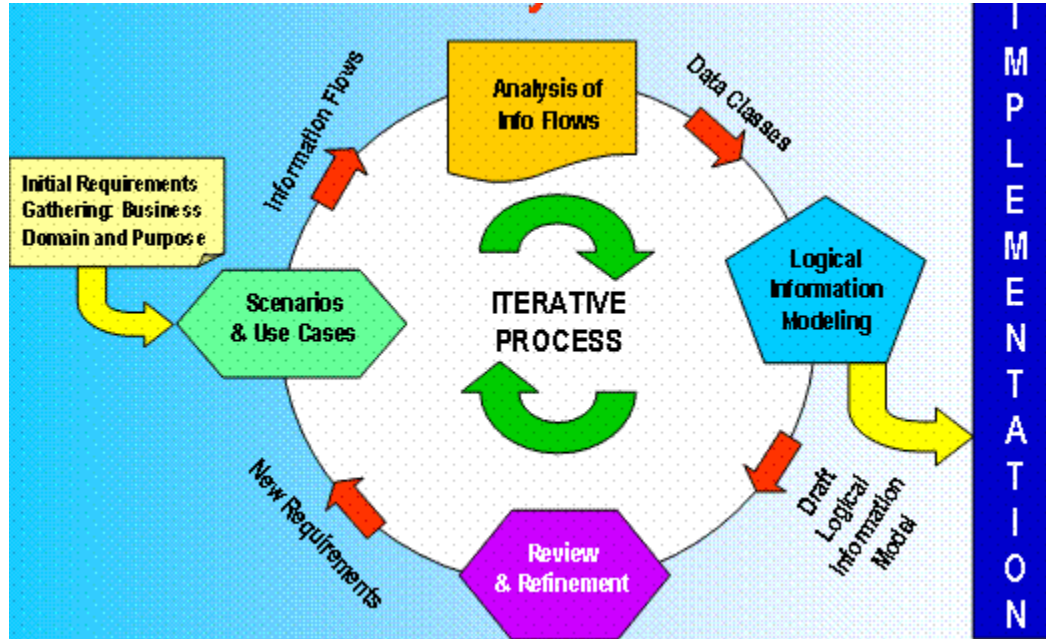 Information Flows
Analysis of
Info Flows
Data Classes
Initial Requirements
Gathering: Business
Domain and Purpose
Scenarios
& Use Cases
ITERATIVE
PROCESS
Logical
Information
Modeling
New Requirements
Review
& Refinement
Draft
Logical
Information
Model
IMPLEMENTATION